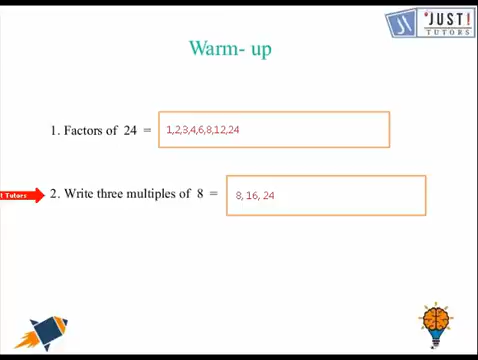 'JUST!
TUTORS
Warm- up
1. Factors of 24 = 1,2,3,4,6,8,12,24
t Tutors
2. Write three multiples of 8 = 8, 16, 24